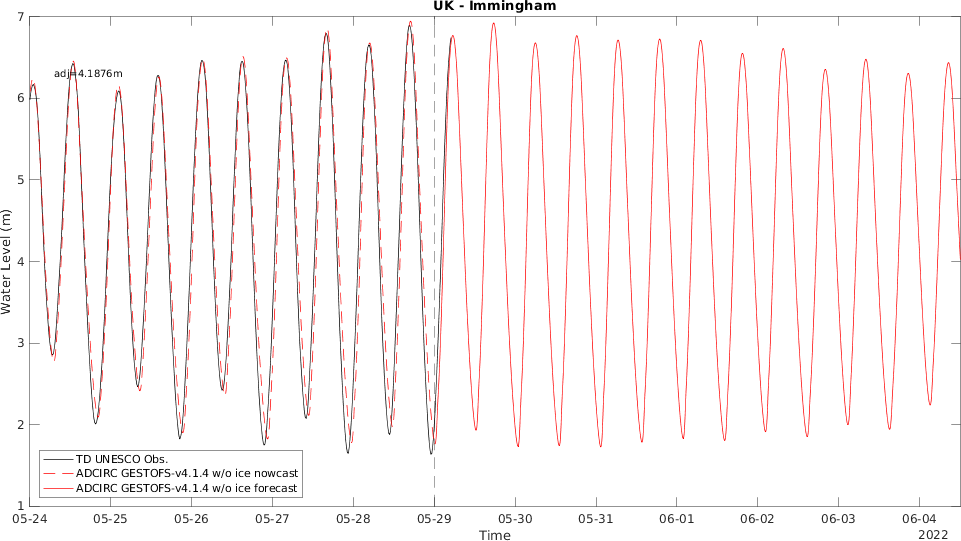 UK - Immingham
7
6
5
4
3
2
1
Water Level (m)
adj=4.1876m
TD UNESCO Obs.
ADCIRC GESTOFS-v4.1.4 w/o ice nowcast
ADCIRC GESTOFS-v4.1.4 w/o ice forecast
05-24 05-25 05-26 05-27 05-28 05-29 05-30 05-31 06-01 06-02 06-03 06-04
Time
2022